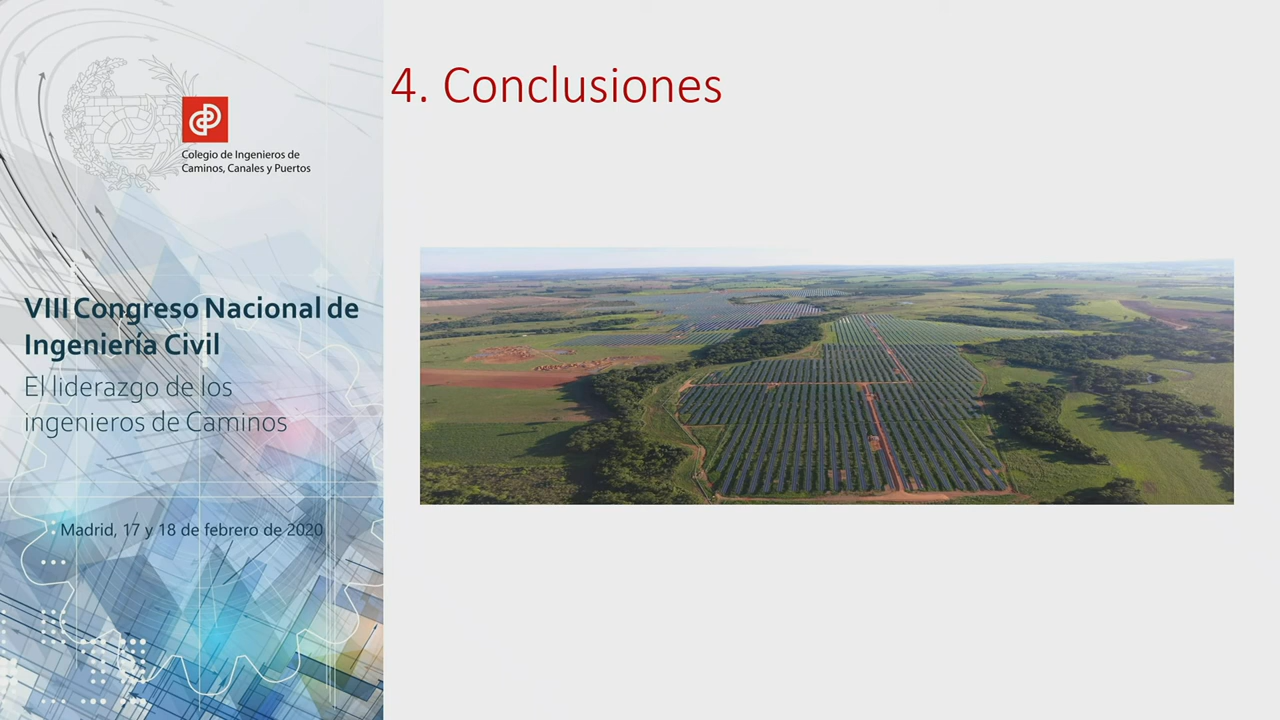 Colegio de Ingenieros de
Caminos, Canales y Puertos
VIII Congreso Nacional de
Ingeniería Civil
El liderazgo de los
ingenieros de Caminos
Madrid, 17 y 18 de febrero de 2020
4. Conclusiones